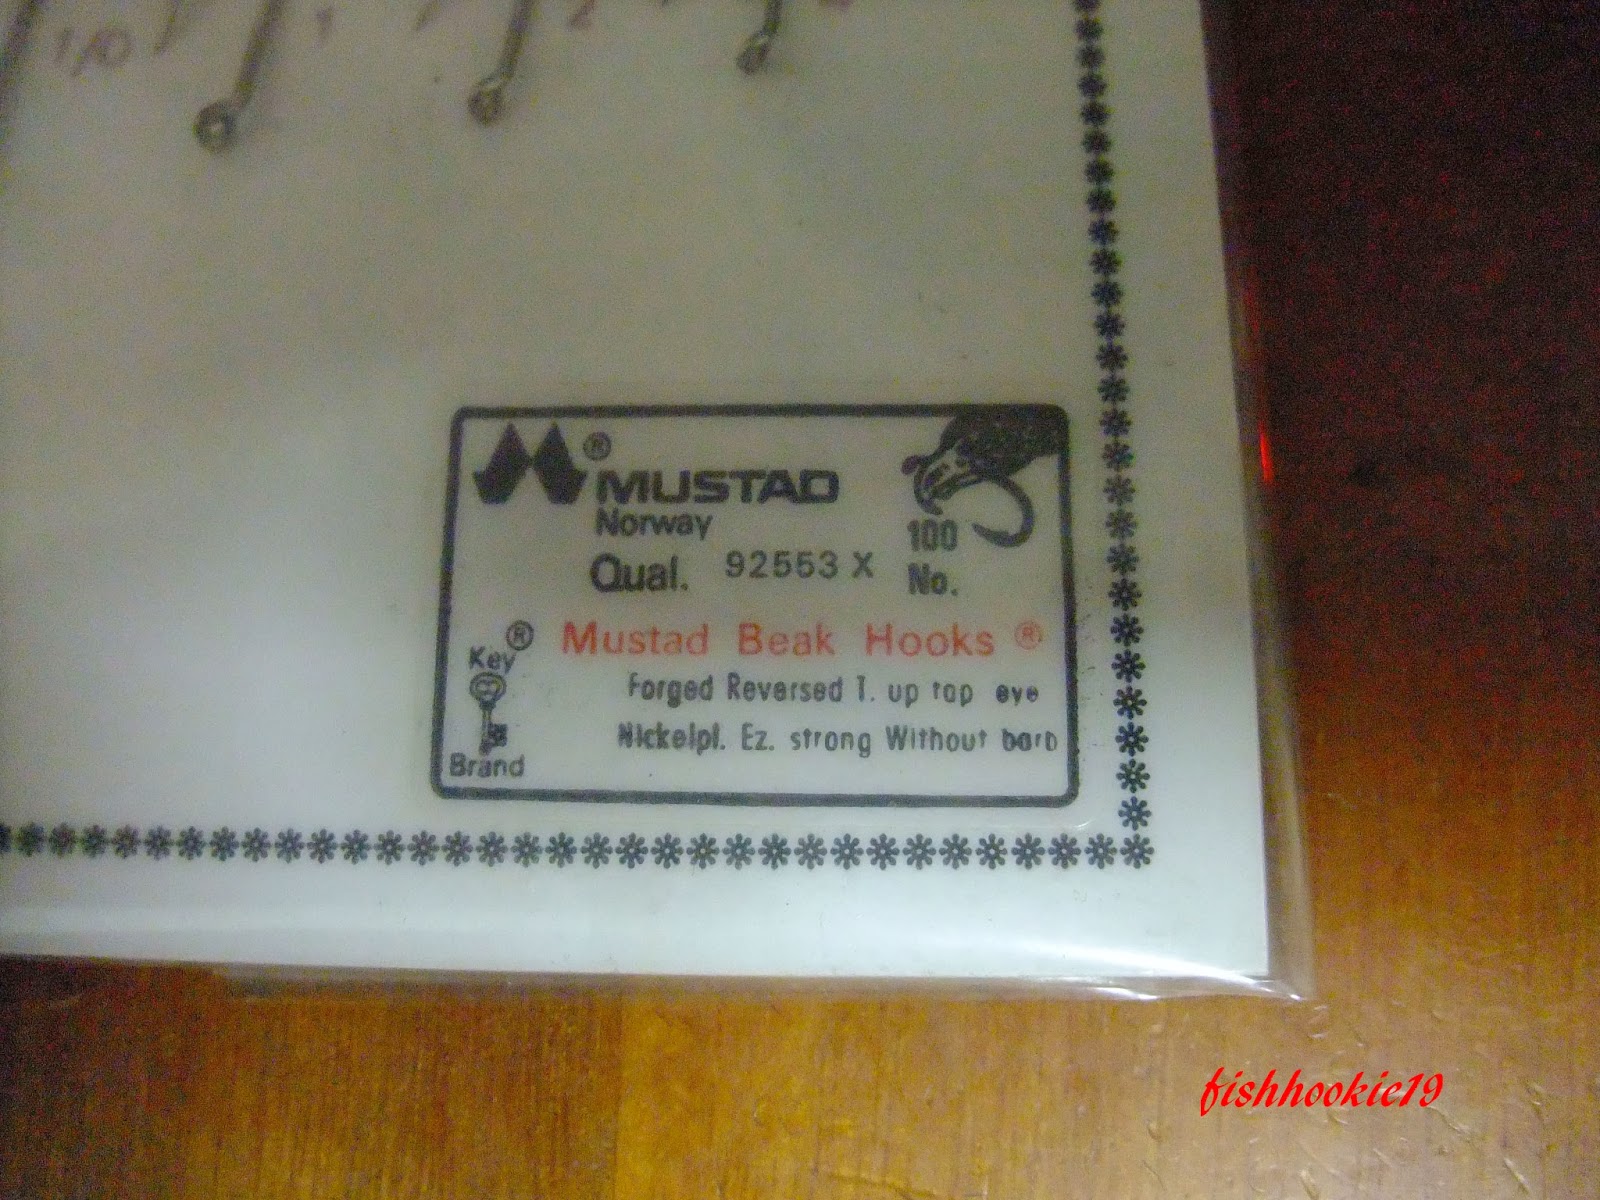 1/0 1 2
® MUSTAD
Norway
100
Qual. 92553 X No.
Key ®
Mustad Beak Hooks ®
Forged Reversed T. up tap eye
Nickelpl. Ez. strong Without barb
Brand
fishhookie19